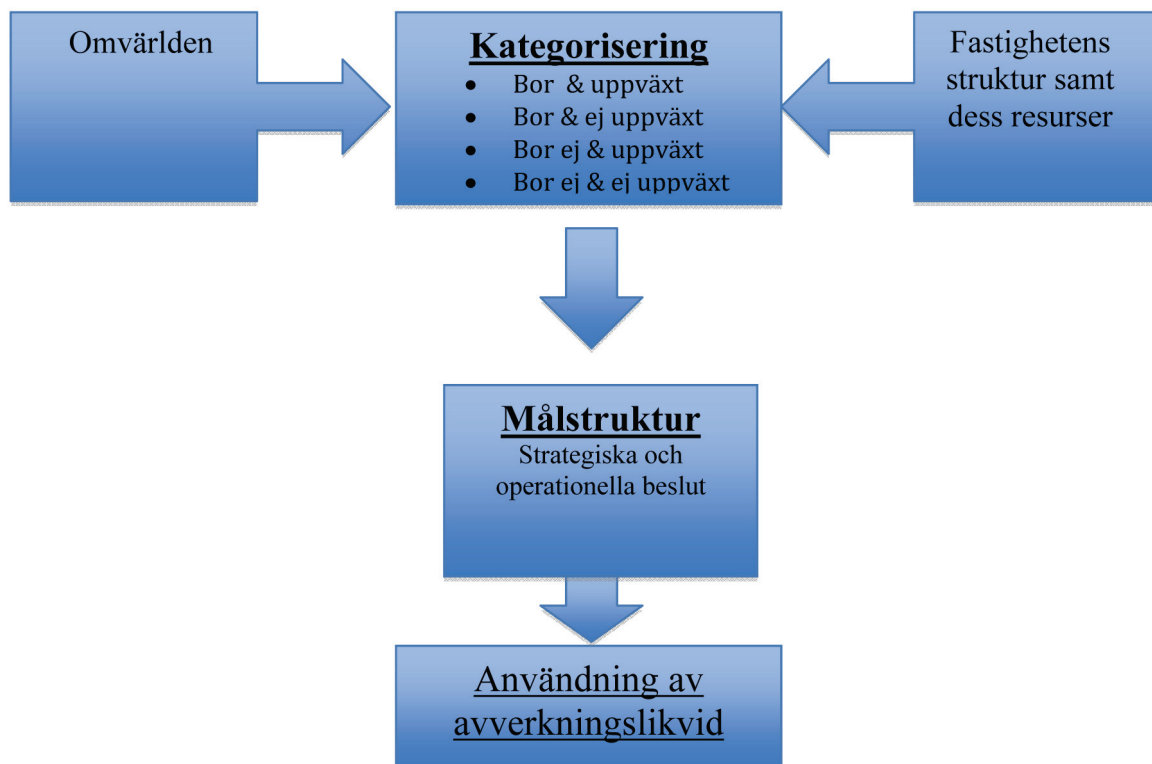 Omvärlden
Kategorisering
• Bor & uppväxt
• Bor & ej uppväxt
• Bor ej & uppväxt
• Bor ej & ej uppväxt
Fastighetens
struktur samt
dess resurser
Målstruktur
Strategiska och
operationella beslut
Användning av
avverkningslikvid